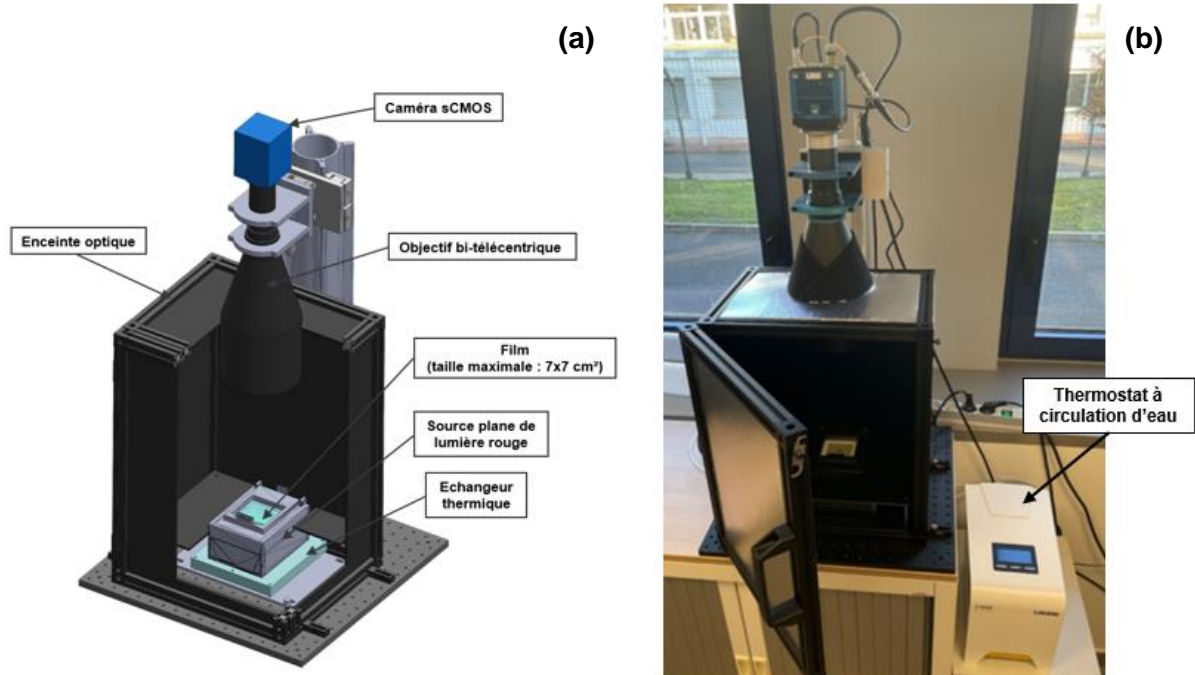 (a)
Caméra sCMOS
Enceinte optique
Objectif bi-télécentrique
Film
(taille maximale : 7x7 cm²)
Source plane de
lumière rouge
Echangeur
thermique
(b)
Thermostat à
circulation d'eau